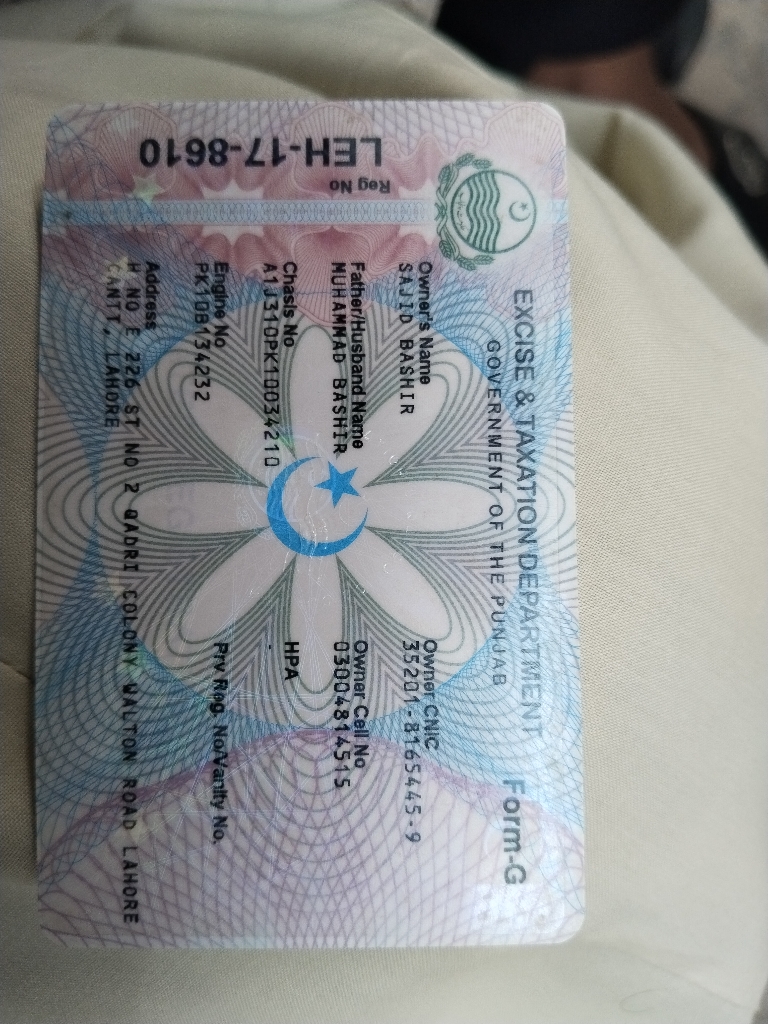 EXCISE & TAXATION DEPARTMENT
Form-G
GOVERNMENT OF THE PUNJAB
Reg No
LEH-17-8610
Owner's Name
SAJID BASHIR
Owner CNIC
35201-8165445-9
Father/Husband Name
MUHAMMAD BASHIR
Owner Cell No
03004814515
Chasis No
A1J310PK10034210
HPA
-
Engine No
PK10B134232
Prv Reg. No/Vanity No.
Address
H NO E 226 ST NO 2 QADRI COLONY WALTON ROAD LAHORE
CANTT, LAHORE